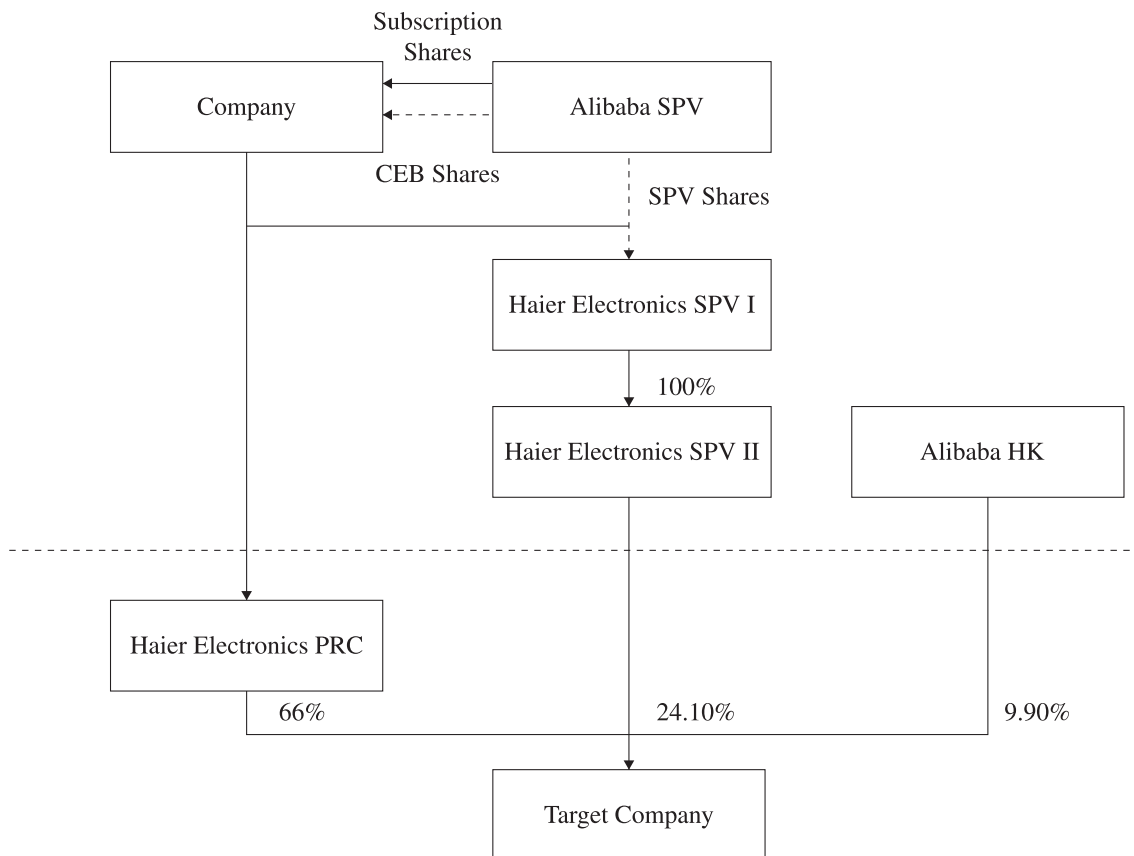 Subscription
Shares
Company
Alibaba SPV
CEB Shares
SPV Shares
Haier Electronics SPV I
100%
Haier Electronics SPV II
Alibaba HK
Haier Electronics PRC
66%
24.10%
9.90%
Target Company